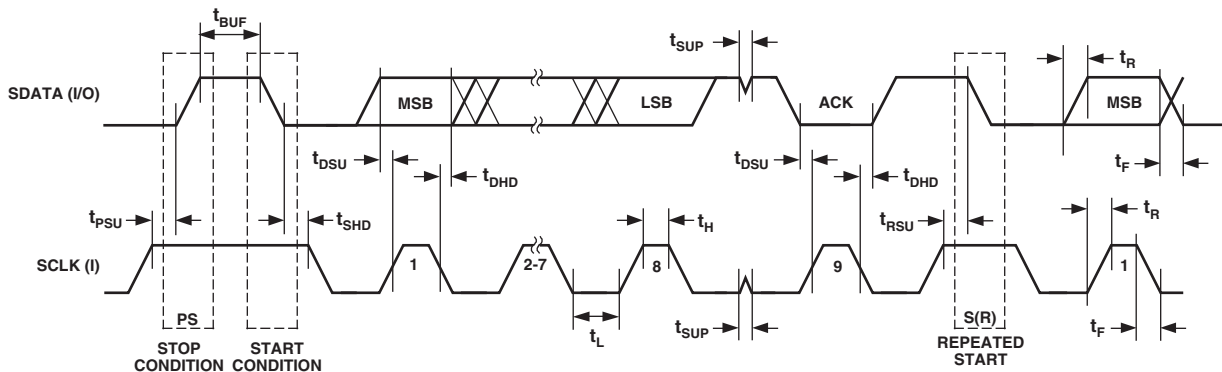 tBUF
tSUP
tR
SDATA (I/O)
MSB
LSB
ACK
MSB
tDSU
tDHD
tDSU
tDHD
tF
tPSU
tSHD
tH
tRSU
tR
SCLK (I)
1
2-7
8
9
1
PS
tL
tSUP
S(R)
tF
STOP
CONDITION
START
CONDITION
REPEATED
START